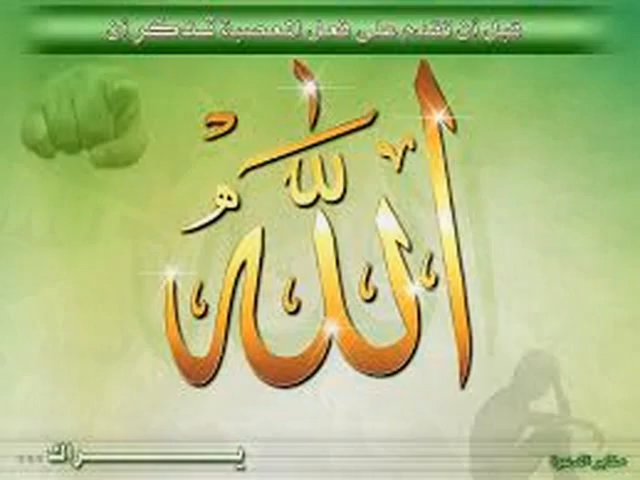 قبل أن تقدم على فعل المعصية تذكر أن
الله
يراك...